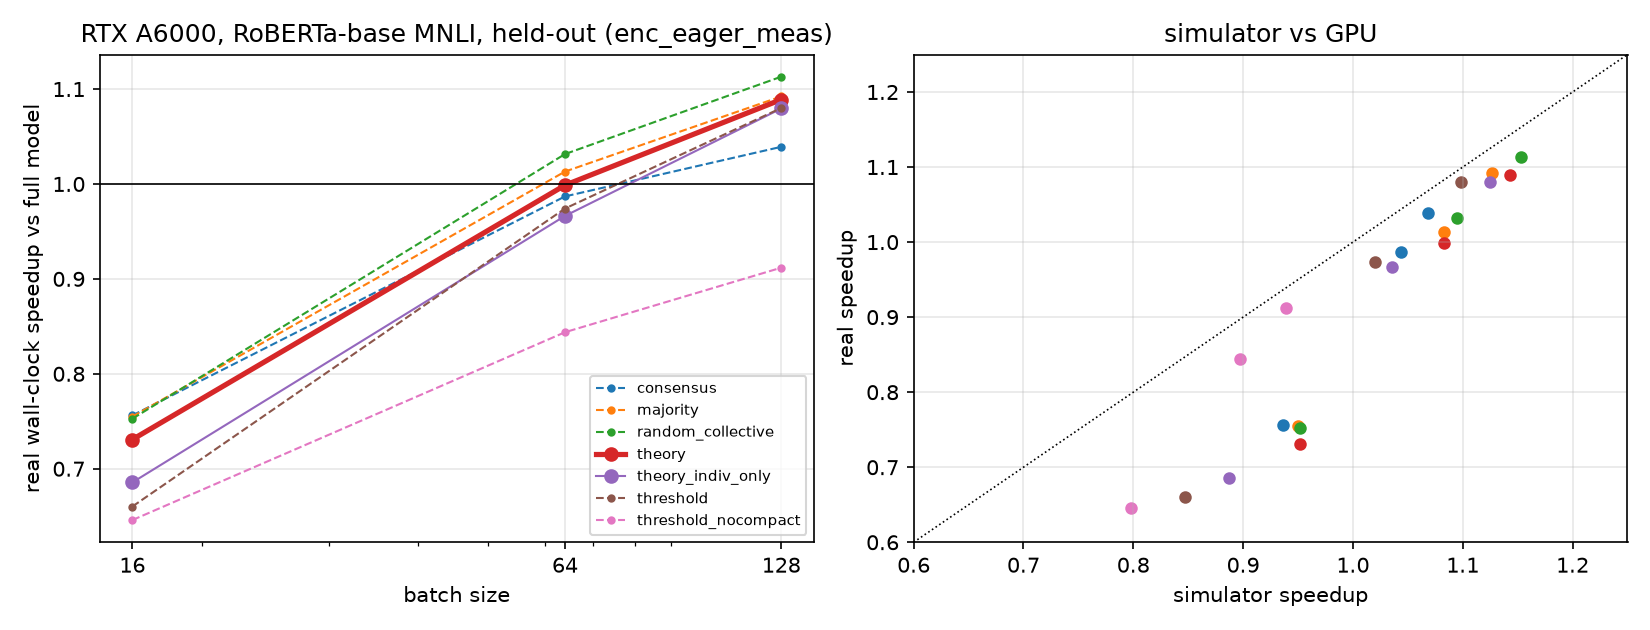 RTX A6000, RoBERTa-base MNLI, held-out (enc_eager_meas)
real wall-clock speedup vs full model
1.1
1.0
0.9
0.8
0.7
consensus
majority
random_collective
theory
theory_indiv_only
threshold
threshold_nocompact
16
64
128
batch size
simulator vs GPU
real speedup
1.2
1.1
1.0
0.9
0.8
0.7
0.6
0.6
0.7
0.8
0.9
1.0
1.1
1.2
simulator speedup